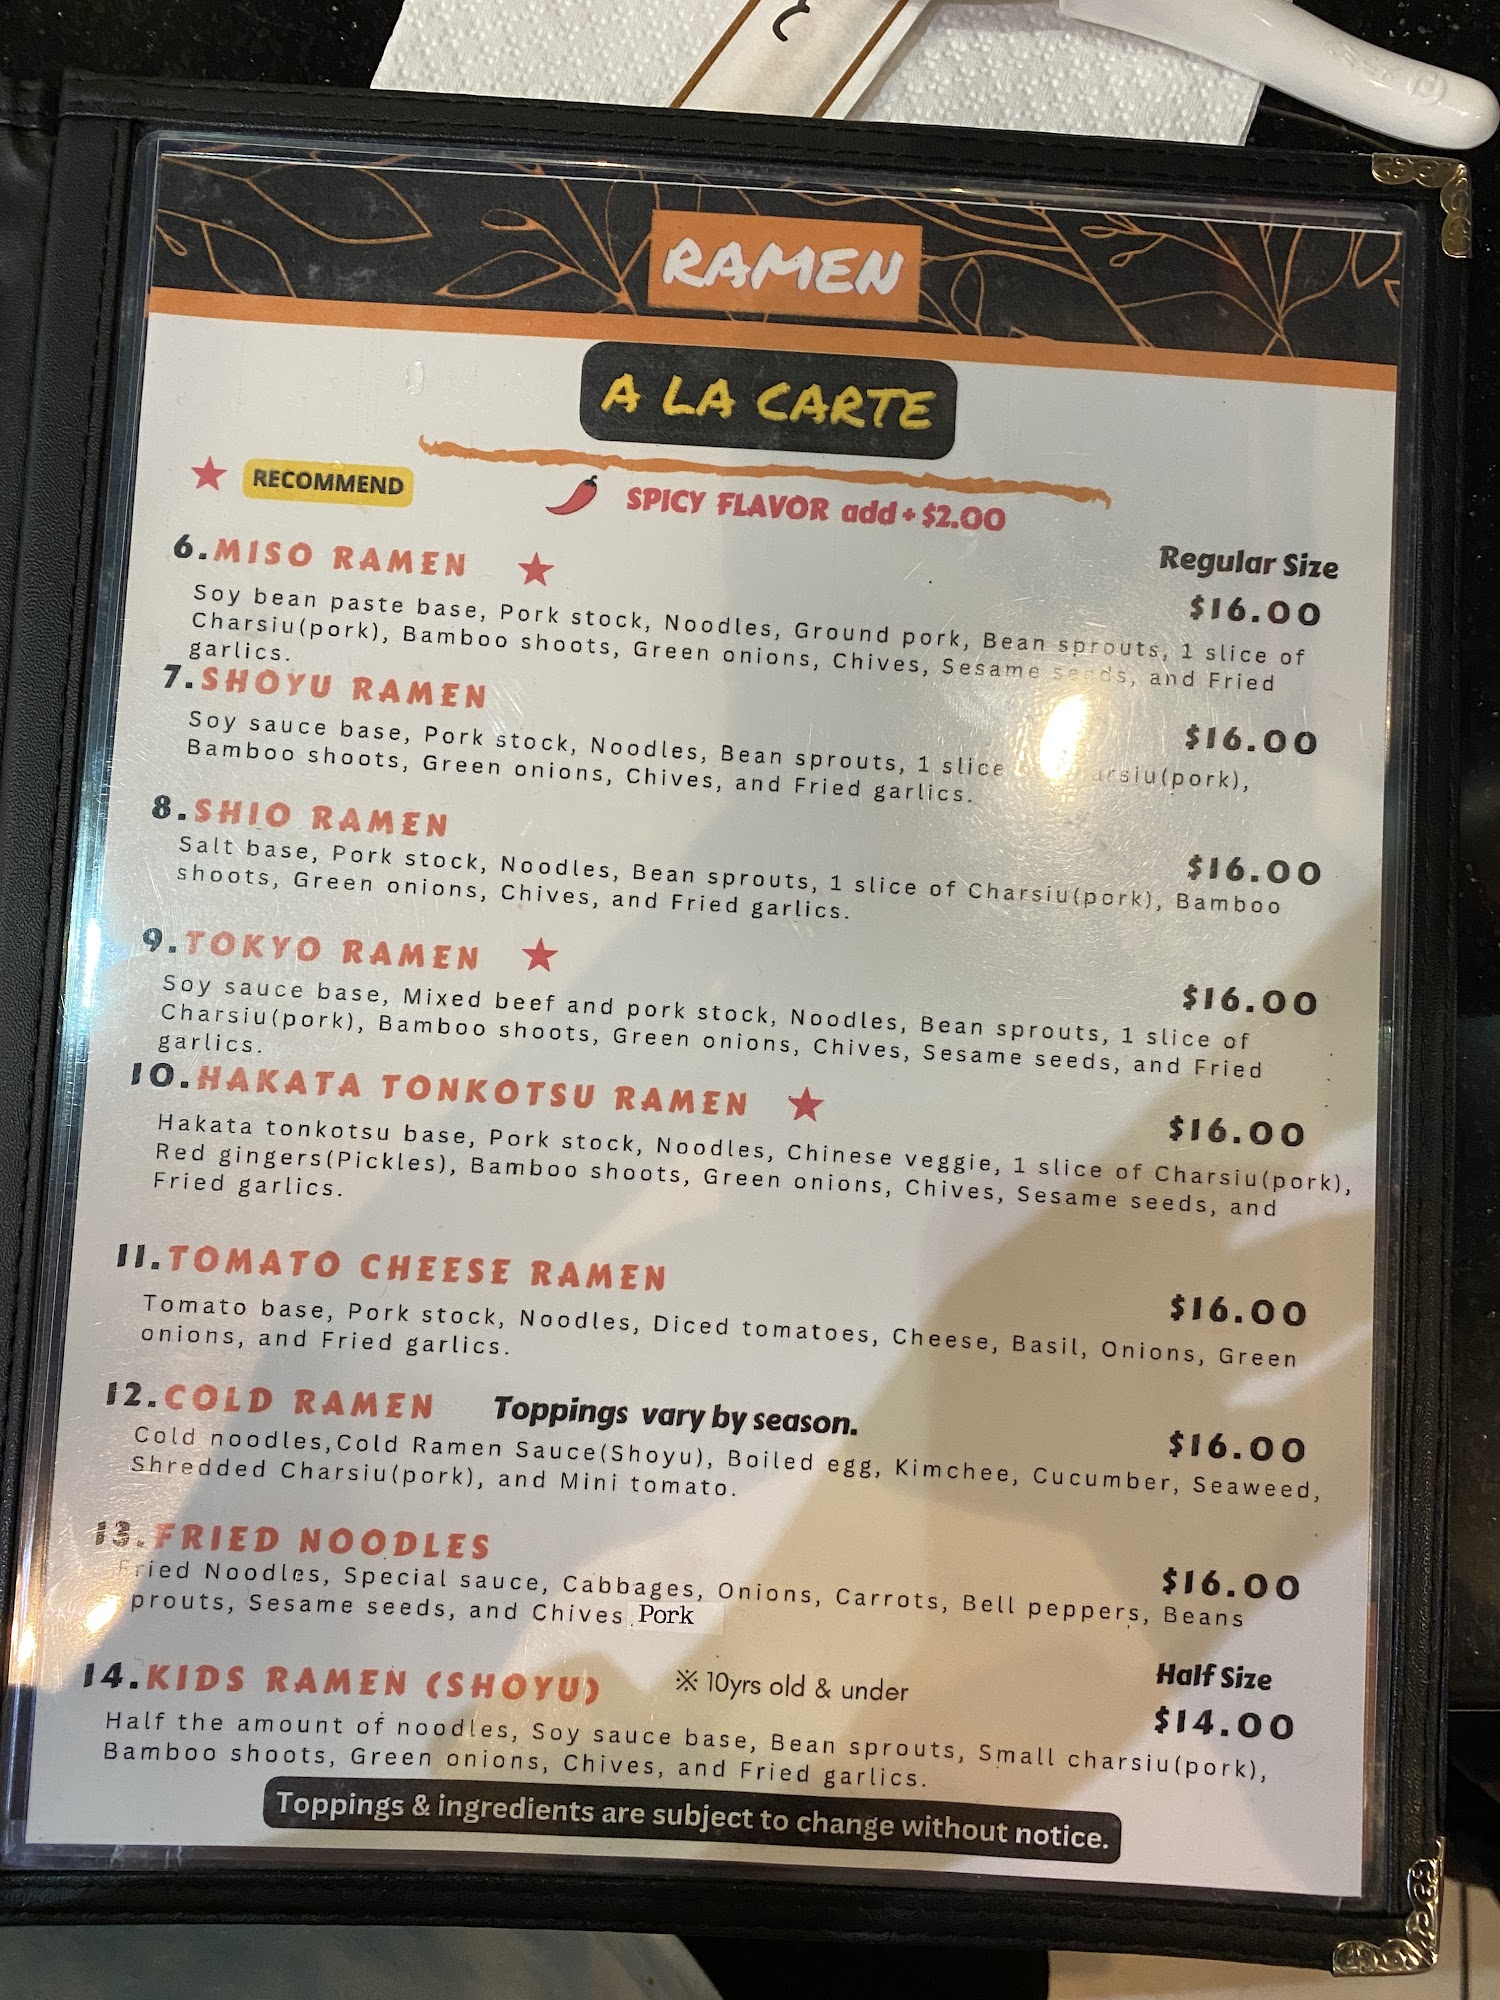 RAMEN
A LA CARTE
RECOMMEND
SPICY FLAVOR add+$2.00
6.MISO RAMEN
Regular Size
$16.00
Soy bean paste base, Pork stock, Noodles, Ground pork, Bean sprouts, 1 slice of
Charsiu(pork), Bamboo shoots, Green onions, Chives, Sesame seeds, and Fried
garlics.
7.SHOYU RAMEN
$16.00
Soy sauce base, Pork stock, Noodles, Bean sprouts, 1 slice Charsiu(pork),
Bamboo shoots, Green onions, Chives, and Fried garlics.
8.SHIO RAMEN
$16.00
Salt base, Pork stock, Noodles, Bean sprouts, 1 slice of Charsiu(pork), Bamboo
shoots, Green onions, Chives, and Fried garlics.
9.TOKYO RAMEN
$16.00
Soy sauce base, Mixed beef and pork stock, Noodles, Bean sprouts, 1 slice of
Charsiu(pork), Bamboo shoots, Green onions, Chives, Sesame seeds, and Fried
garlics.
10.HAKATA TONKOTSU RAMEN
$16.00
Hakata tonkotsu base, Pork stock, Noodles, Chinese veggie, 1 slice of Charsiu(pork),
Red gingers(Pickles), Bamboo shoots, Green onions, Chives, Sesame seeds, and
Fried garlics.
11.TOMATO CHEESE RAMEN
$16.00
Tomato base, Pork stock, Noodles, Diced tomatoes, Cheese, Basil, Onions, Green
onions, and Fried garlics.
12.COLD RAMEN Toppings vary by season.
$16.00
Cold noodles,Cold Ramen Sauce(Shoyu), Boiled egg, Kimchee, Cucumber, Seaweed,
Shredded Charsiu(pork), and Mini tomato.
13.FRIED NOODLES
$16.00
Fried Noodles, Special sauce, Cabbages, Onions, Carrots, Bell peppers, Beans
prouts, Sesame seeds, and Chives. Pork
14.KIDS RAMEN (SHOYU) ※ 10yrs old & under
Half Size
$14.00
Half the amount of noodles, Soy sauce base, Bean sprouts, Small charsiu(pork),
Bamboo shoots, Green onions, Chives, and Fried garlics.
Toppings & ingredients are subject to change without notice.